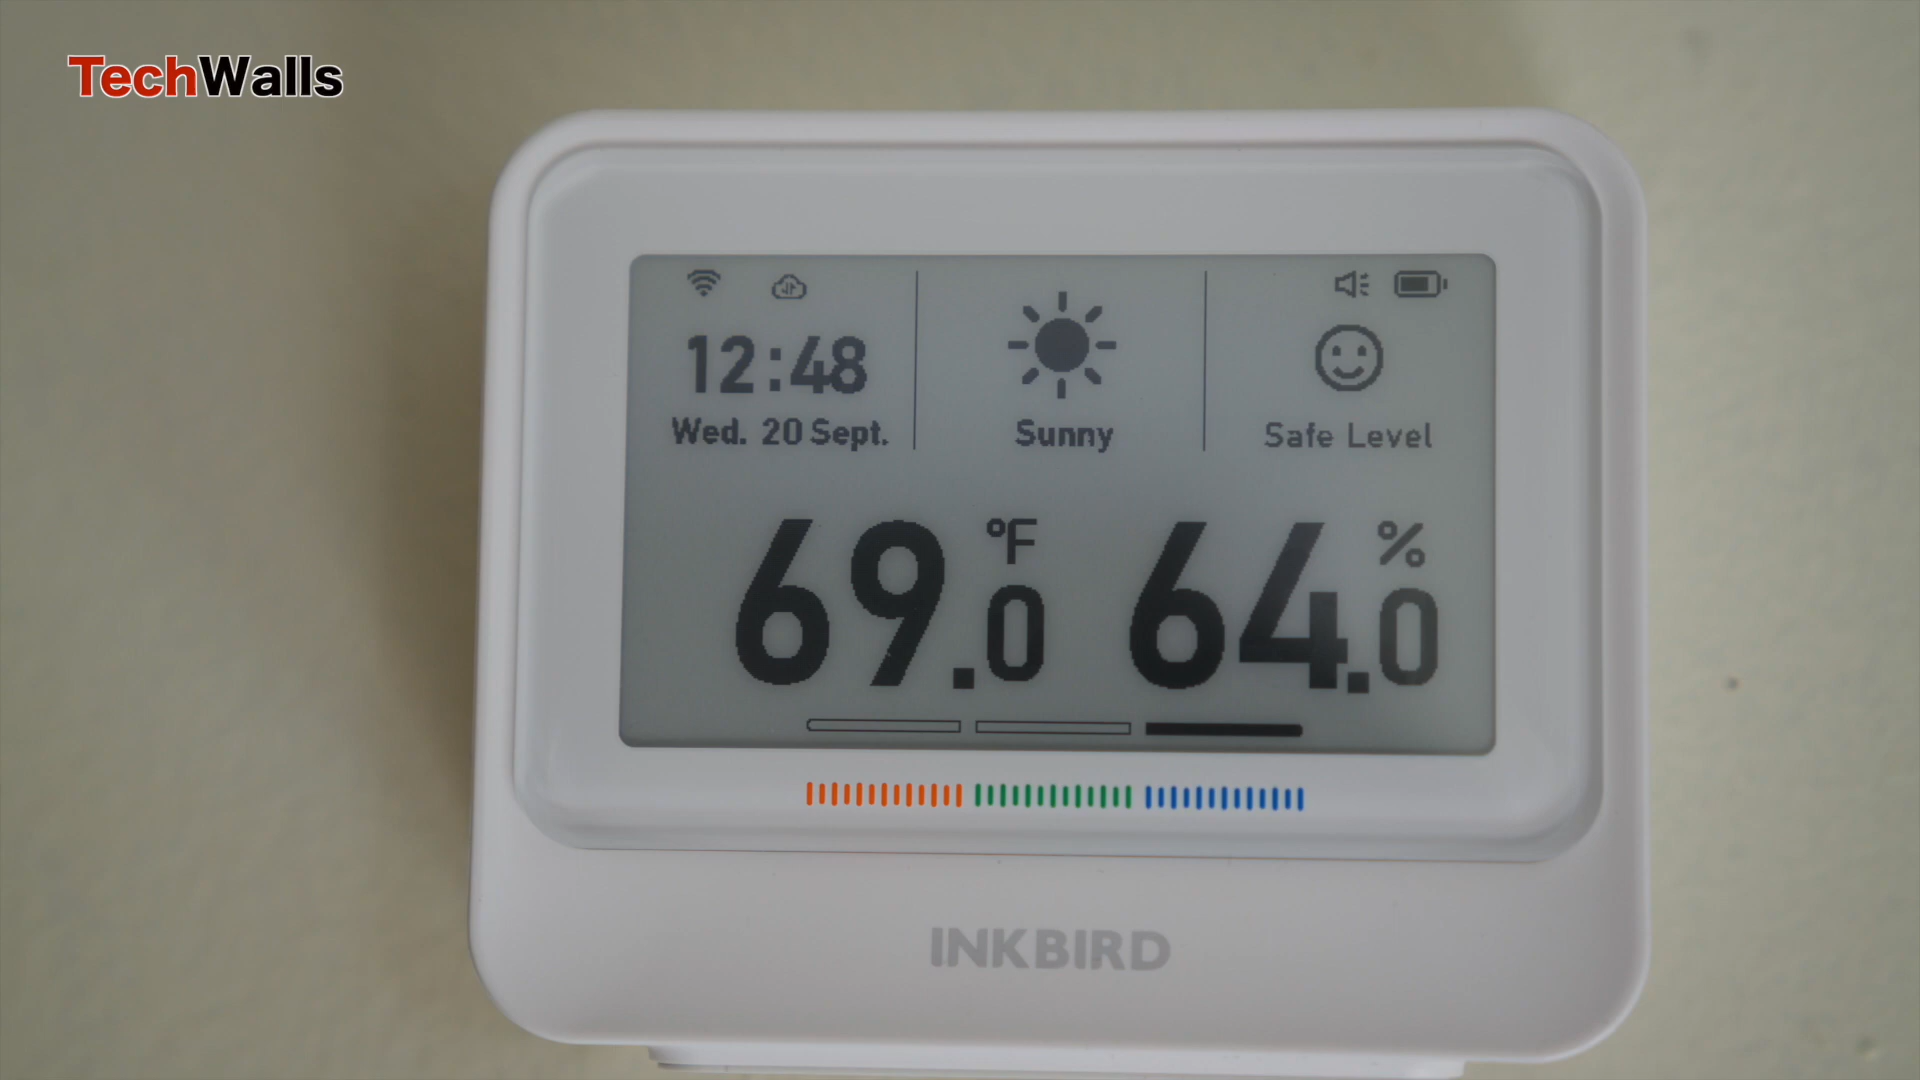 TechWalls
12:48
Wed. 20 Sept.
Sunny
Safe Level
69.0 °F
64.0 %
INKBIRD